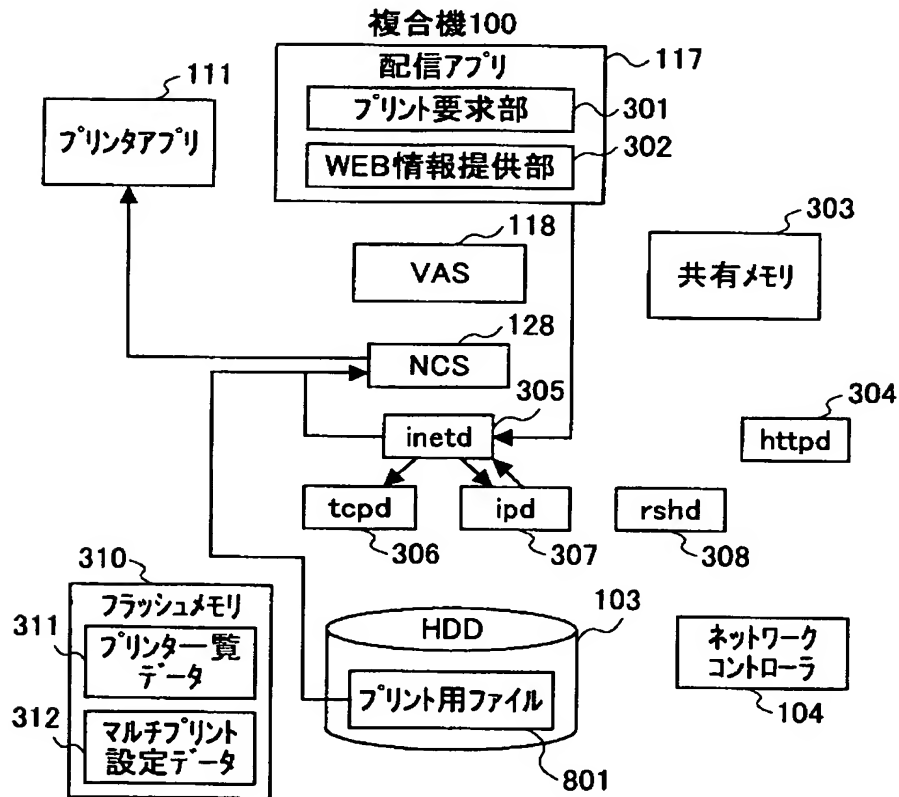 複合機100
配信アプリ
117
プリント要求部
301
WEB情報提供部
302
111
プリンタアプリ
118
VAS
303
共有メモリ
128
NCS
305
inetd
304
httpd
tcpd
306
ipd
307
rshd
308
310
フラッシュメモリ
311
プリンター覧
データ
312
マルチプリント
設定データ
103
HDD
プリント用ファイル
801
ネットワーク
コントローラ
104